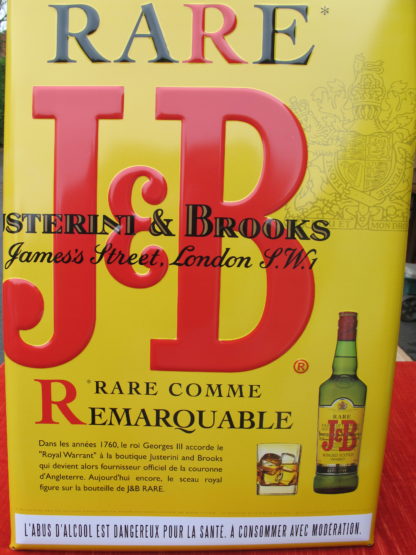 RARE*
J&B
USTERINI & BROOKS
James's Street, London S.W.1
®
*RARE COMME
REMARQUABLE
Dans les années 1760, le roi Georges III accorde le
"Royal Warrant" à la boutique Justerini and Brooks
qui devient alors fournisseur officiel de la couronne
d'Angleterre. Aujourd'hui encore, le sceau royal
figure sur la bouteille de J&B RARE.
RARE
J&B
L'ABUS D'ALCOOL EST DANGEREUX POUR LA SANTE. A CONSOMMER AVEC MODERATION.